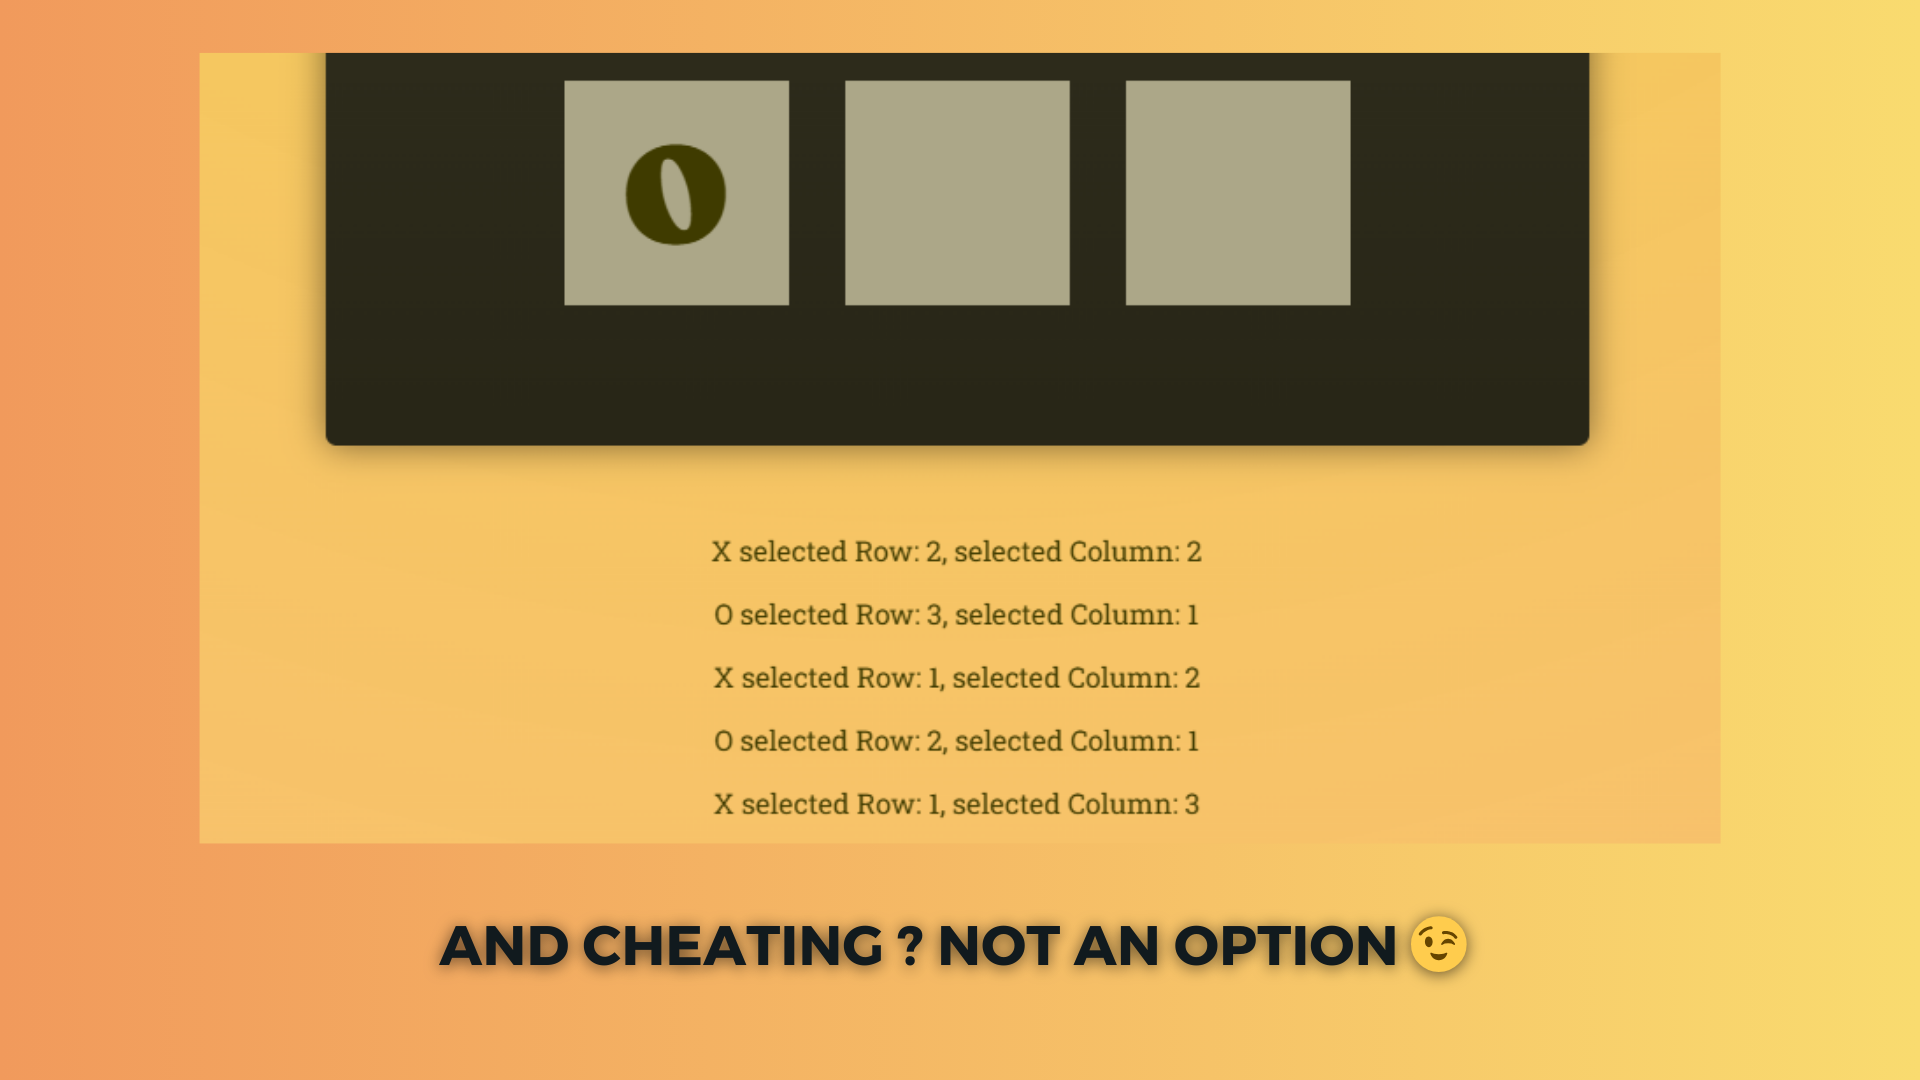 O
X selected Row: 2, selected Column: 2
O selected Row: 3, selected Column: 1
X selected Row: 1, selected Column: 2
O selected Row: 2, selected Column: 1
X selected Row: 1, selected Column: 3
AND CHEATING ? NOT AN OPTION 😉